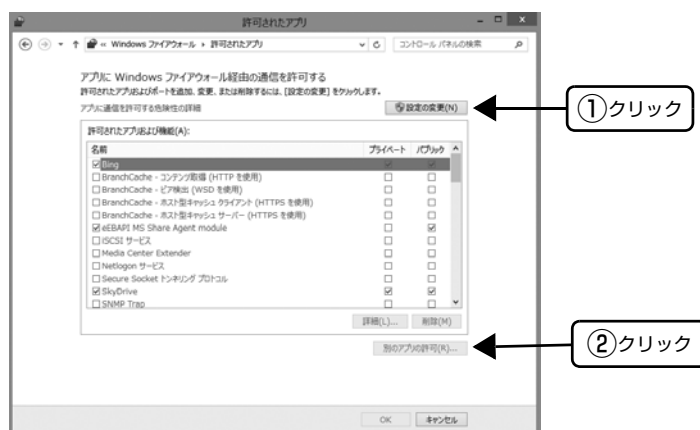 許可されたアプリ
« Windows ファイアウォール › 許可されたアプリ
コントロール パネルの検索
アプリに Windows ファイアウォール経由の通信を許可する
許可されたアプリおよびポートを追加、変更、または削除するには、[設定の変更] をクリックします。
アプリに通信を許可する危険性の詳細
設定の変更(N)
①クリック
許可されたアプリおよび機能(A):
名前 プライベート パブリック
Bing
BranchCache - コンテンツ取得 (HTTP を使用)
BranchCache - ピア検出 (WSD を使用)
BranchCache - ホスト型キャッシュ クライアント (HTTPS を使用)
BranchCache - ホスト型キャッシュ サーバー (HTTPS を使用)
eEBAPI MS Share Agent module
iSCSI サービス
Media Center Extender
Netlogon サービス
Secure Socket トンネリング プロトコル
SkyDrive
SNMP Trap
詳細(L)... 削除(M)
別のアプリの許可(R)...
②クリック
OK キャンセル